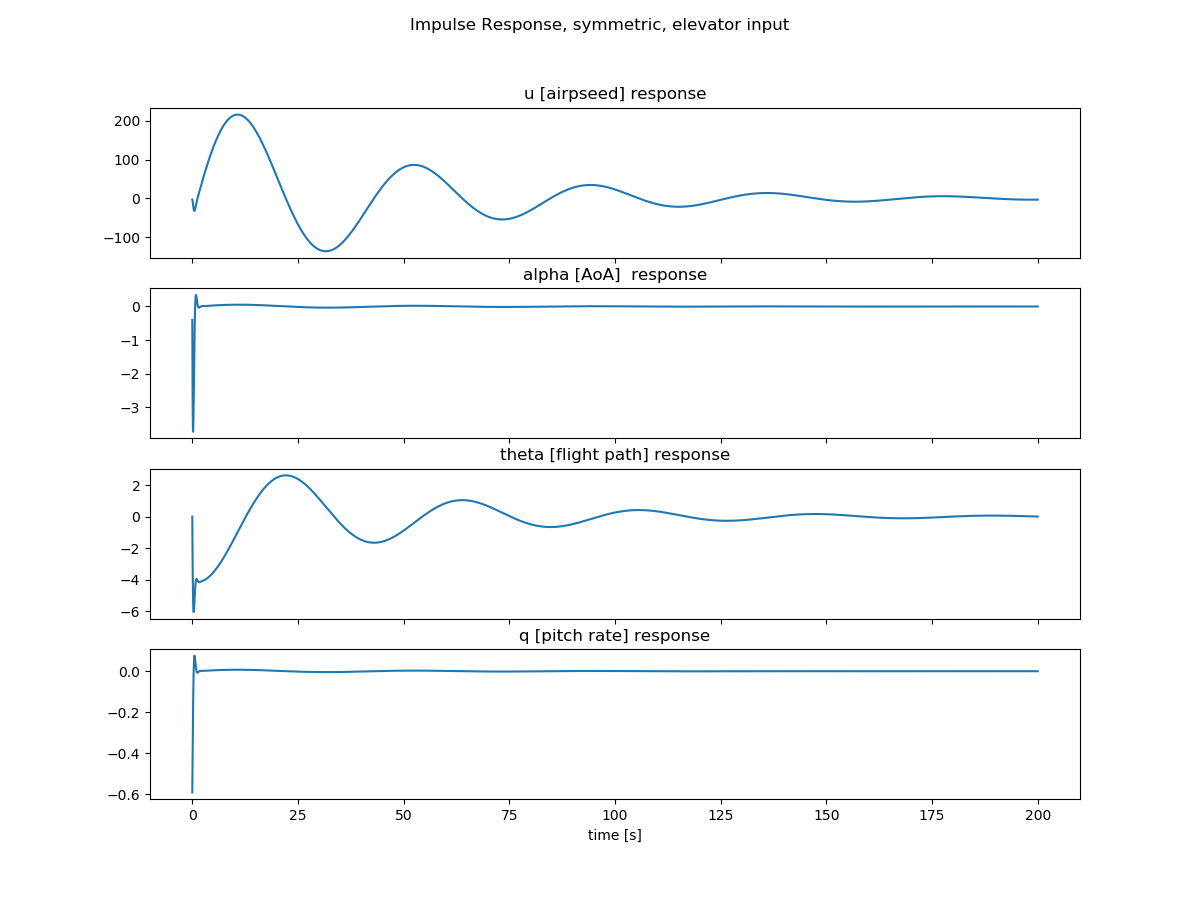 Impulse Response, symmetric, elevator input
u [airpseed] response
200
100
0
−100
alpha [AoA]  response
0
−1
−2
−3
theta [flight path] response
2
0
−2
−4
−6
q [pitch rate] response
0.0
−0.2
−0.4
−0.6
0 25 50 75 100 125 150 175 200
time [s]